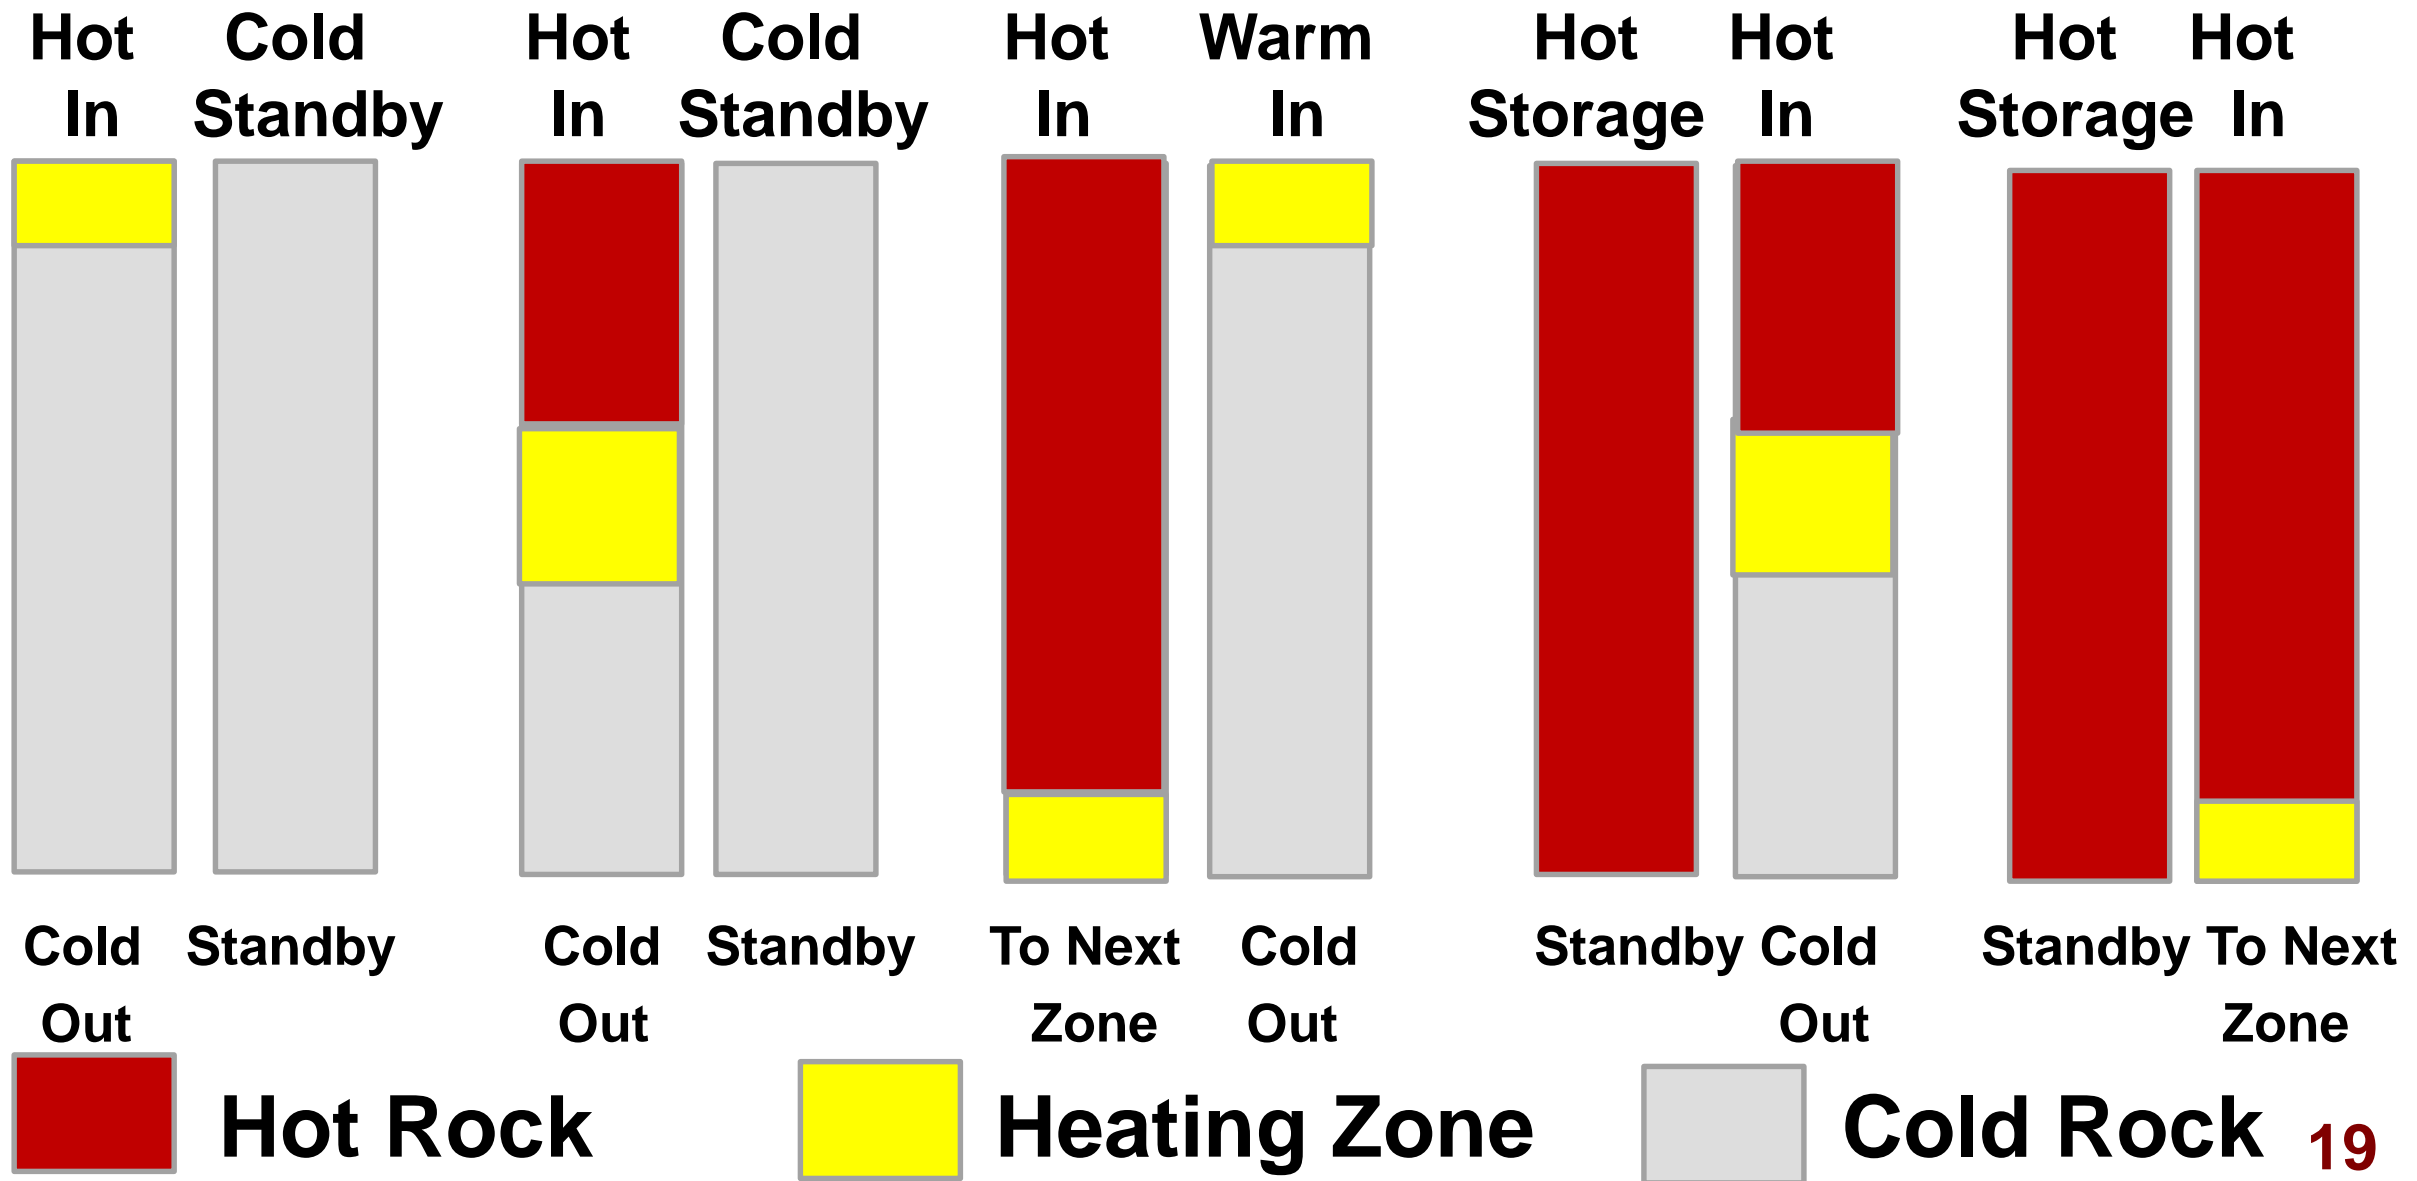 Hot Cold Hot Cold Hot Warm Hot Hot Hot Hot
In Standby In Standby In In Storage In Storage In
Cold Standby Cold Standby To Next Cold Standby Cold Standby To Next
Out Out Zone Out Out Zone
Hot Rock Heating Zone Cold Rock 19